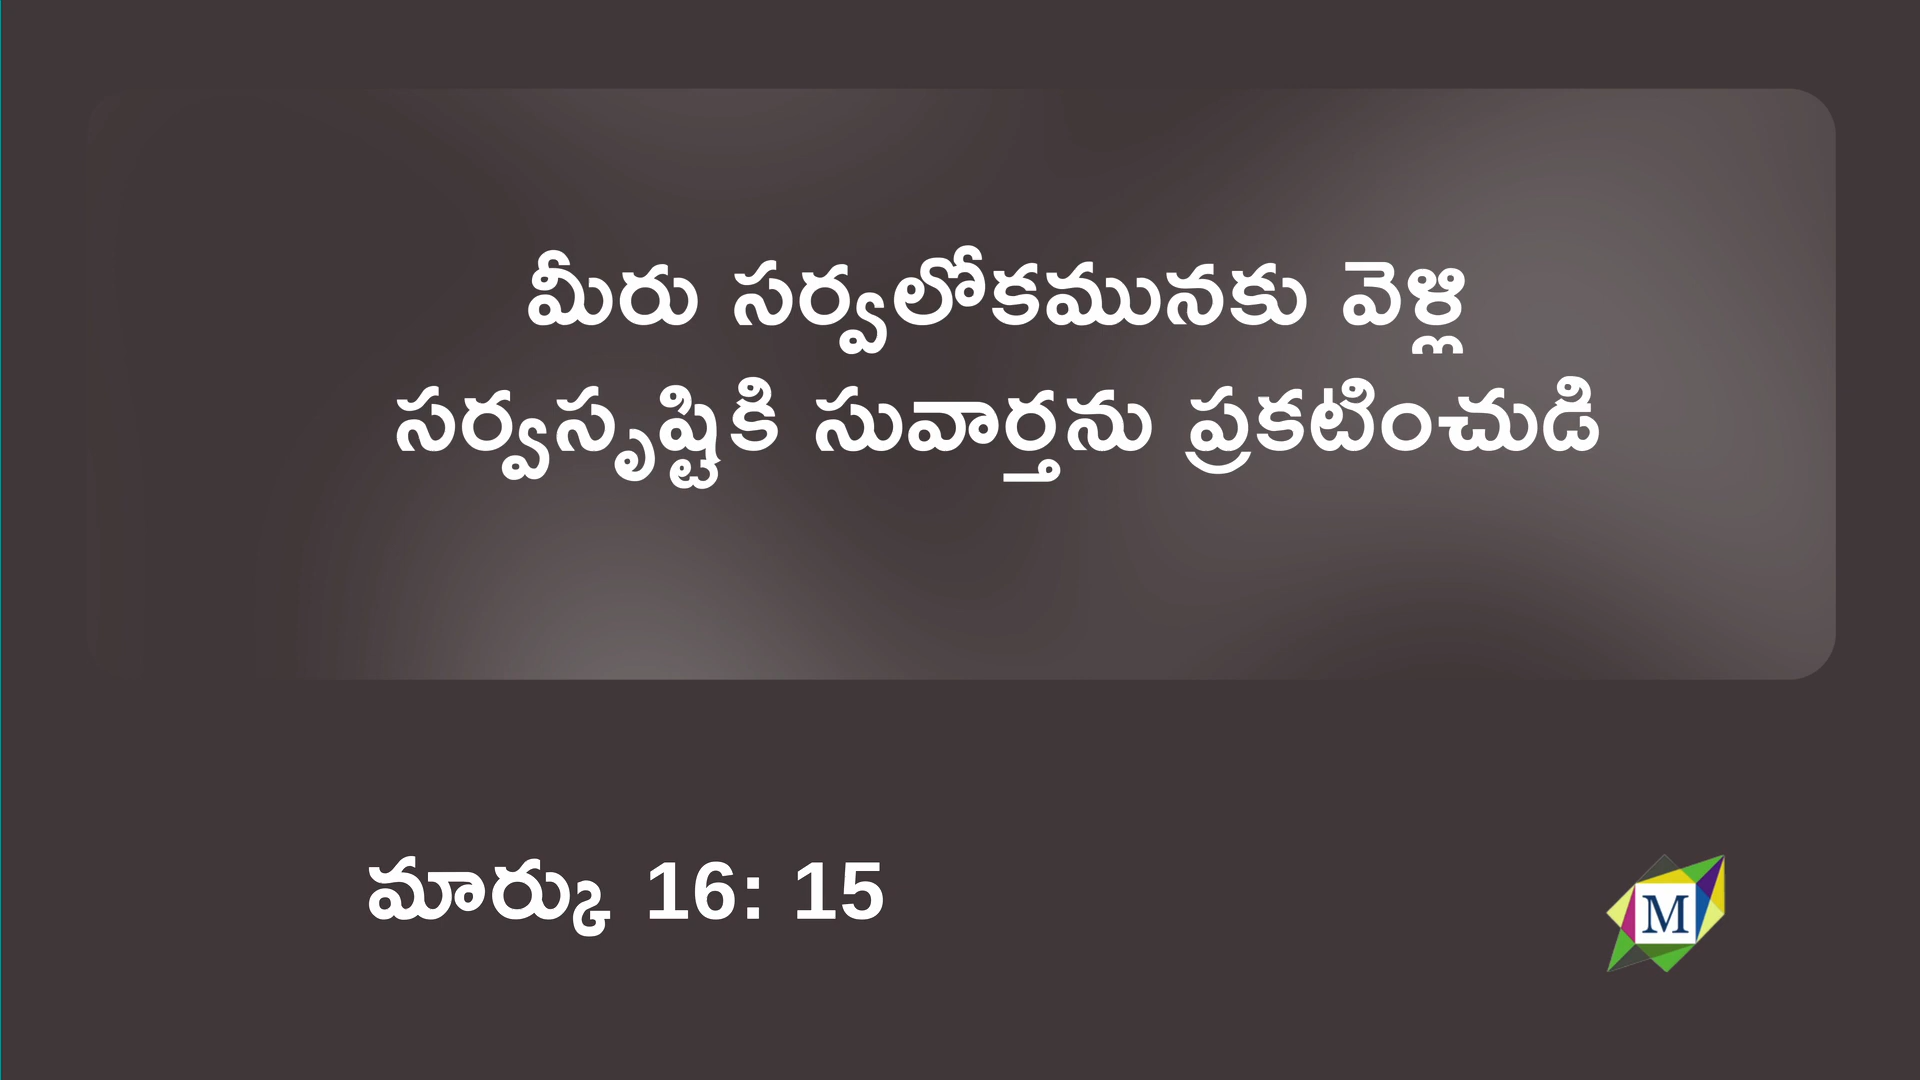 మీరు సర్వలోకమునకు వెళ్లి
సర్వసృష్టికి సువార్తను ప్రకటించుడి
మార్కు 16: 15
M